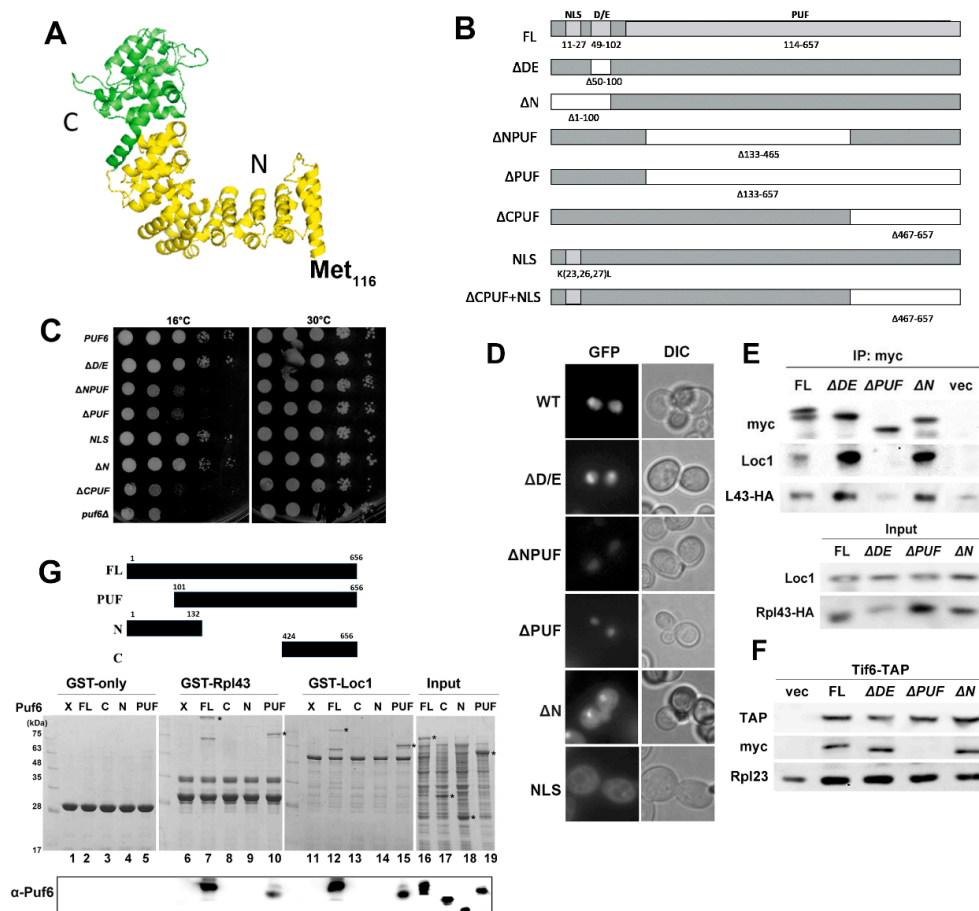 A
C
N
Met116
B
NLS D/E PUF
FL
11-27 49-102 114-657
ΔDE
Δ50-100
ΔN
Δ1-100
ΔNPUF
Δ133-465
ΔPUF
Δ133-657
ΔCPUF
Δ467-657
NLS
K(23,26,27)L
ΔCPUF+NLS
Δ467-657
C
16°C 30°C
PUF6
ΔD/E
ΔNPUF
ΔPUF
NLS
ΔN
ΔCPUF
puf6Δ
D
GFP DIC
WT
ΔD/E
ΔNPUF
ΔPUF
ΔN
NLS
E
IP: myc
FL ΔDE ΔPUF ΔN vec
myc
Loc1
L43-HA
Input
FL ΔDE ΔPUF ΔN
Loc1
Rpl43-HA
F
Tif6-TAP
vec FL ΔDE ΔPUF ΔN
TAP
myc
Rpl23
G
1 656
FL
101 656
PUF
1 132
N
424 656
C
GST-only GST-Rpl43 GST-Loc1 Input
Puf6 X FL C N PUF X FL C N PUF X FL C N PUF FL C N PUF
(kDa)
75
63
48
35
28
17
* * * * * * * *
1 2 3 4 5 6 7 8 9 10 11 12 13 14 15 16 17 18 19
α-Puf6